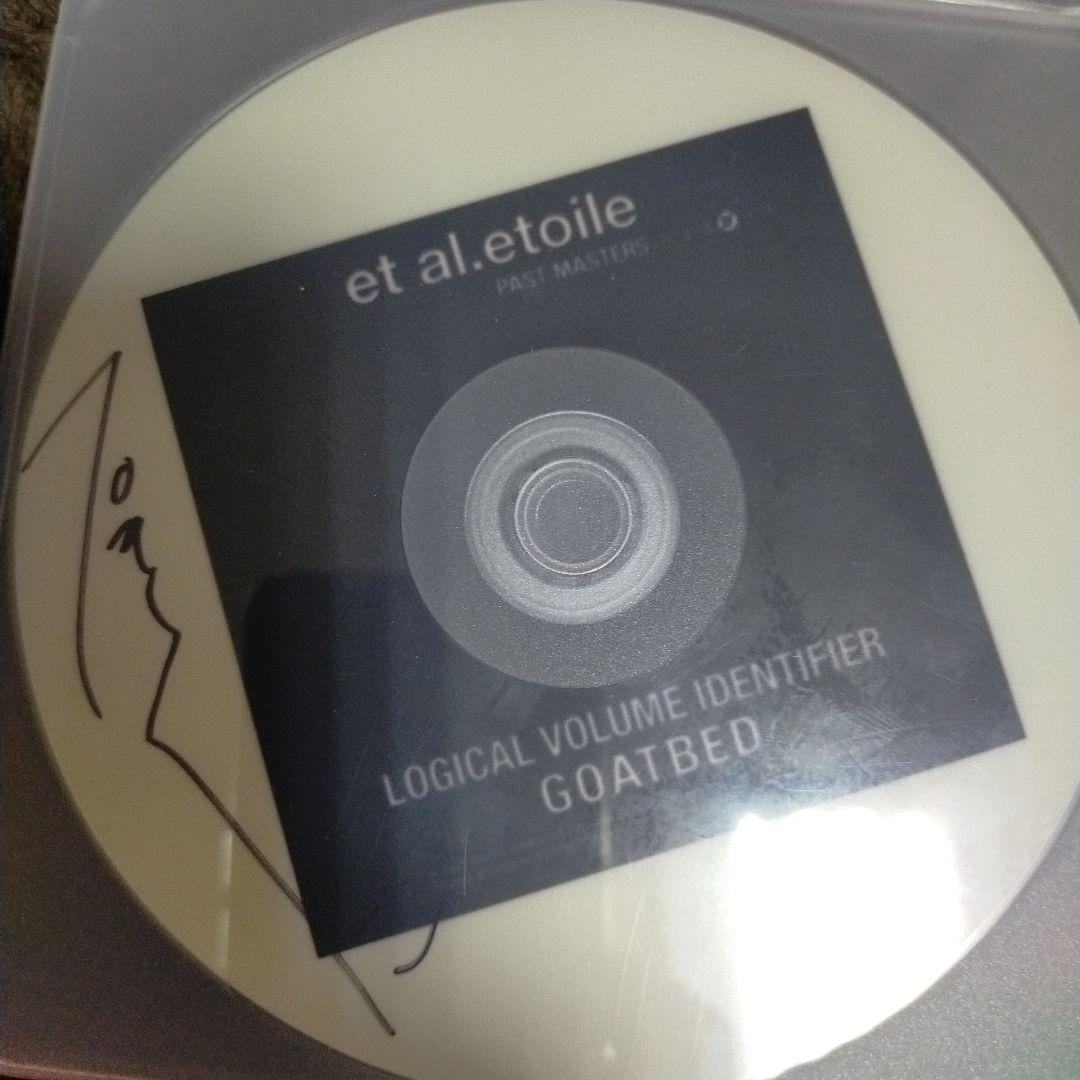 et al.etoile
PAST MASTERS
LOGICAL VOLUME IDENTIFIER
GOATBED